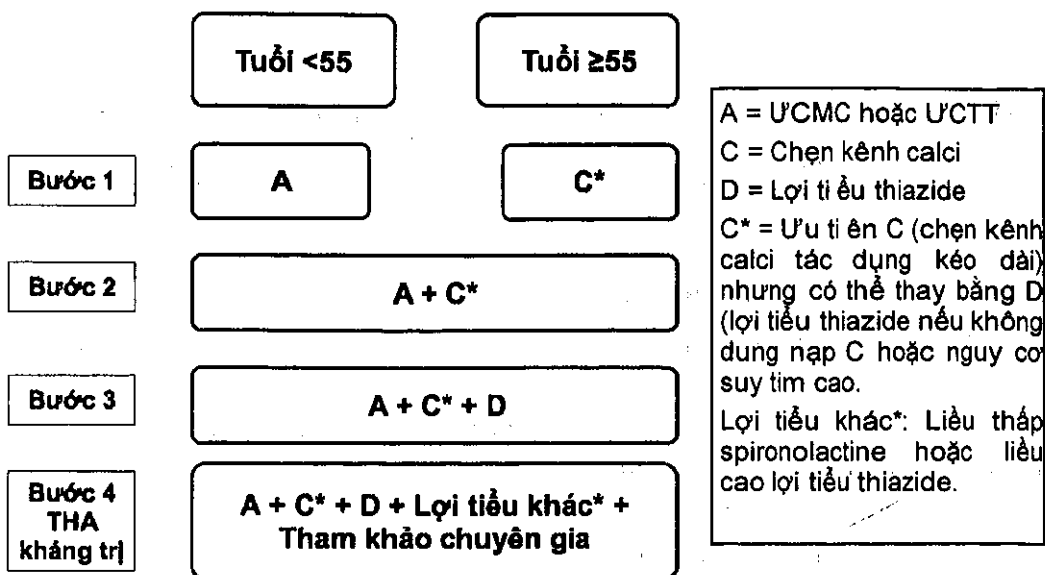 Tuổi <55
Tuổi ≥55
Bước 1
A
C*
Bước 2
A + C*
Bước 3
A + C* + D
Bước 4
THA
kháng trị
A + C* + D + Lợi tiểu khác* +
Tham khảo chuyên gia
A = ƯCMC hoặc ƯCTT
C = Chẹn kênh calci
D = Lợi ti ểu thiazide
C* = Ưu ti ên C (chẹn kênh
calci tác dụng kéo dài)
nhưng có thể thay bằng D
(lợi tiểu thiazide nếu không
dung nạp C hoặc nguy cơ
suy tim cao.
Lợi tiểu khác*: Liều thấp
spironolactine hoặc liều
cao lợi tiểu thiazide.